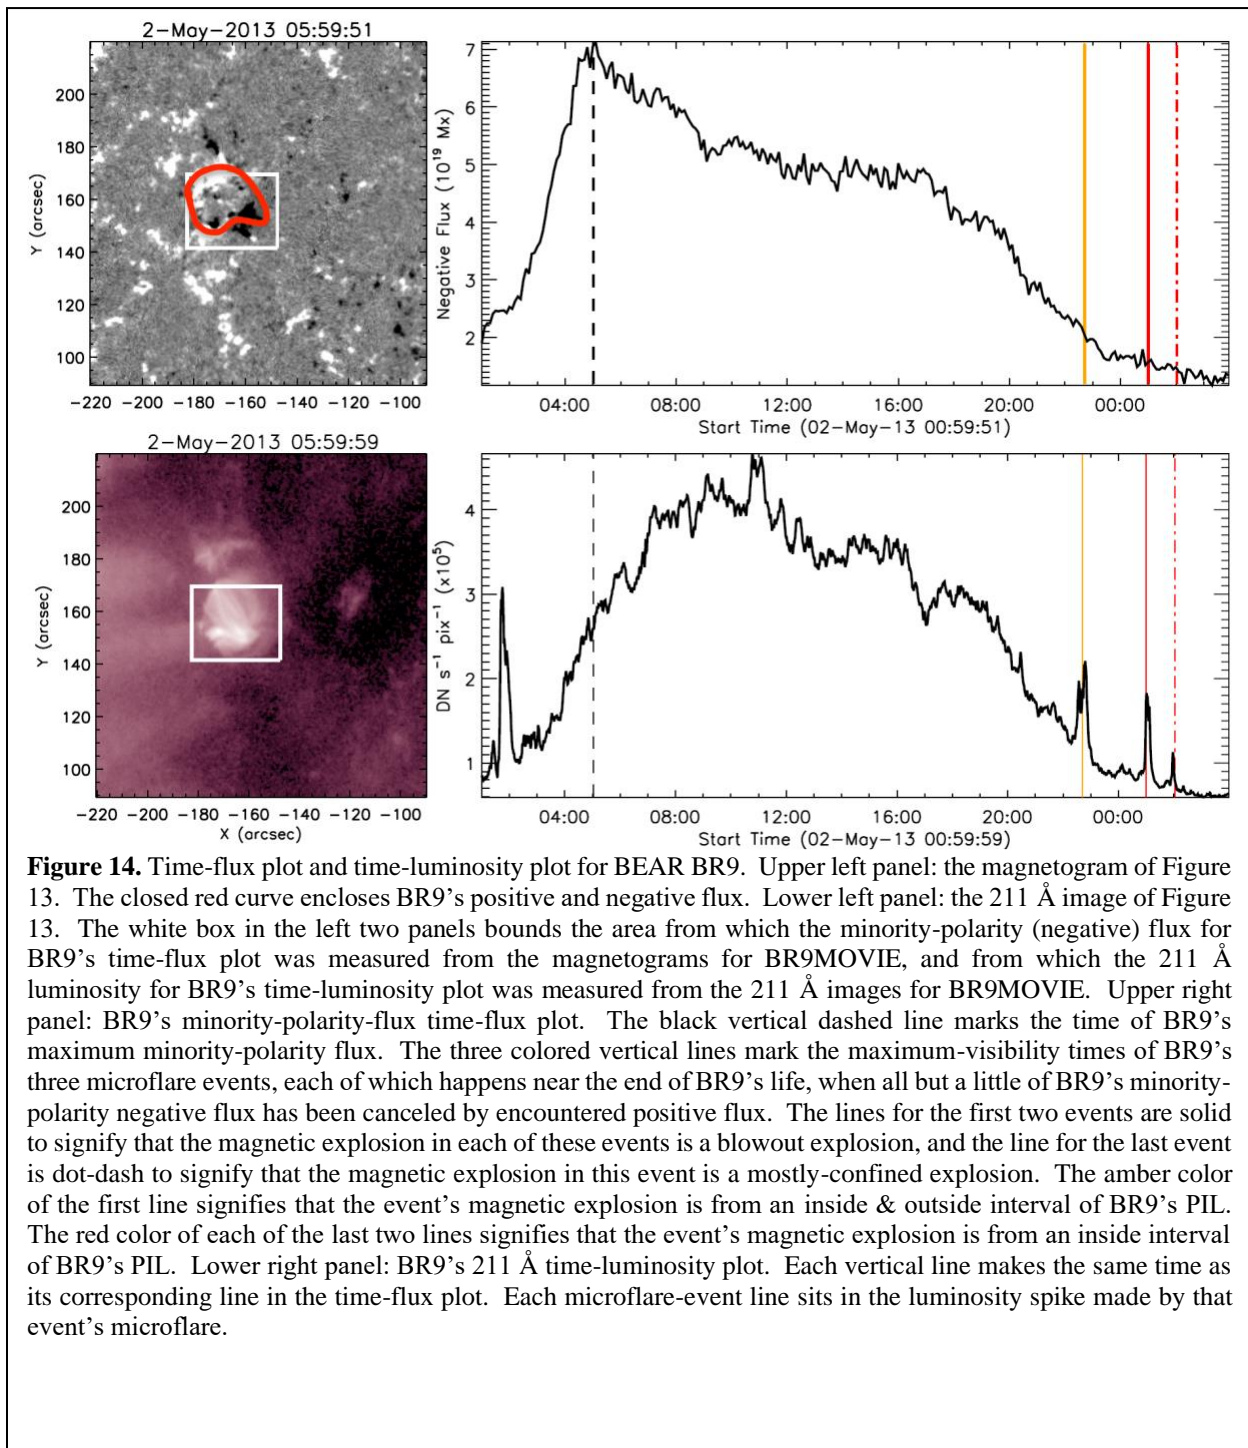 2-May-2013 05:59:51
200
180
160
140
120
100
Y (arcsec)
-220 -200 -180 -160 -140 -120 -100
7
6
5
4
3
2
Negative Flux (10¹⁹ Mx)
04:00 08:00 12:00 16:00 20:00 00:00
Start Time (02-May-13 00:59:51)
2-May-2013 05:59:59
200
180
160
140
120
100
Y (arcsec)
-220 -200 -180 -160 -140 -120 -100
X (arcsec)
4
3
2
1
DN s⁻¹ pix⁻¹ (x10⁵)
04:00 08:00 12:00 16:00 20:00 00:00
Start Time (02-May-13 00:59:59)
Figure 14. Time-flux plot and time-luminosity plot for BEAR BR9. Upper left panel: the magnetogram of Figure
13. The closed red curve encloses BR9’s positive and negative flux. Lower left panel: the 211 Å image of Figure
13. The white box in the left two panels bounds the area from which the minority-polarity (negative) flux for
BR9’s time-flux plot was measured from the magnetograms for BR9MOVIE, and from which the 211 Å
luminosity for BR9’s time-luminosity plot was measured from the 211 Å images for BR9MOVIE. Upper right
panel: BR9’s minority-polarity-flux time-flux plot. The black vertical dashed line marks the time of BR9’s
maximum minority-polarity flux. The three colored vertical lines mark the maximum-visibility times of BR9’s
three microflare events, each of which happens near the end of BR9’s life, when all but a little of BR9’s minority-
polarity negative flux has been canceled by encountered positive flux. The lines for the first two events are solid
to signify that the magnetic explosion in each of these events is a blowout explosion, and the line for the last event
is dot-dash to signify that the magnetic explosion in this event is a mostly-confined explosion. The amber color
of the first line signifies that the event’s magnetic explosion is from an inside & outside interval of BR9’s PIL.
The red color of each of the last two lines signifies that the event’s magnetic explosion is from an inside interval
of BR9’s PIL. Lower right panel: BR9’s 211 Å time-luminosity plot. Each vertical line makes the same time as
its corresponding line in the time-flux plot. Each microflare-event line sits in the luminosity spike made by that
event’s microflare.